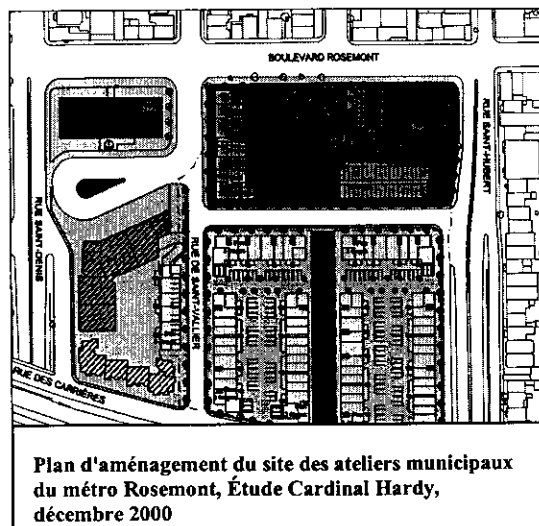 BOULEVARD ROSEMONT
RUE SAINT-HUBERT
RUE SAINT-DENIS
RUE DE SAINT-VALLIER
RUE DES CARRIÈRES
Plan d'aménagement du site des ateliers municipaux
du métro Rosemont, Étude Cardinal Hardy,
décembre 2000